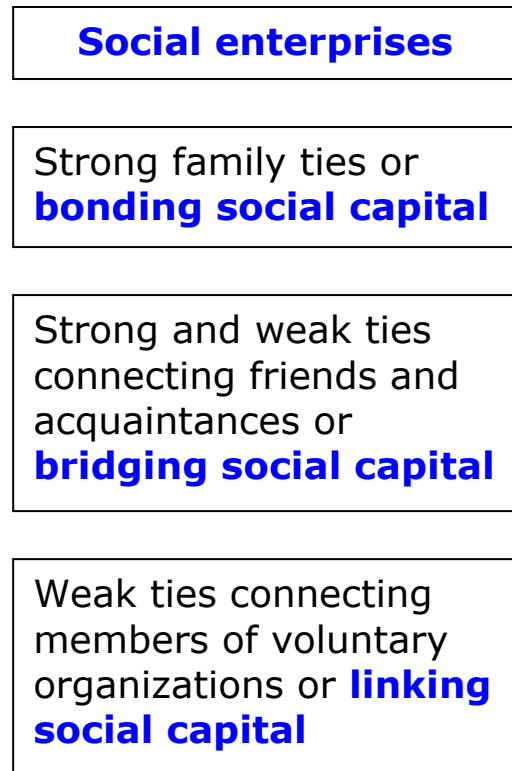 Social enterprises
Strong family ties or
bonding social capital
Strong and weak ties
connecting friends and
acquaintances or
bridging social capital
Weak ties connecting
members of voluntary
organizations or linking
social capital